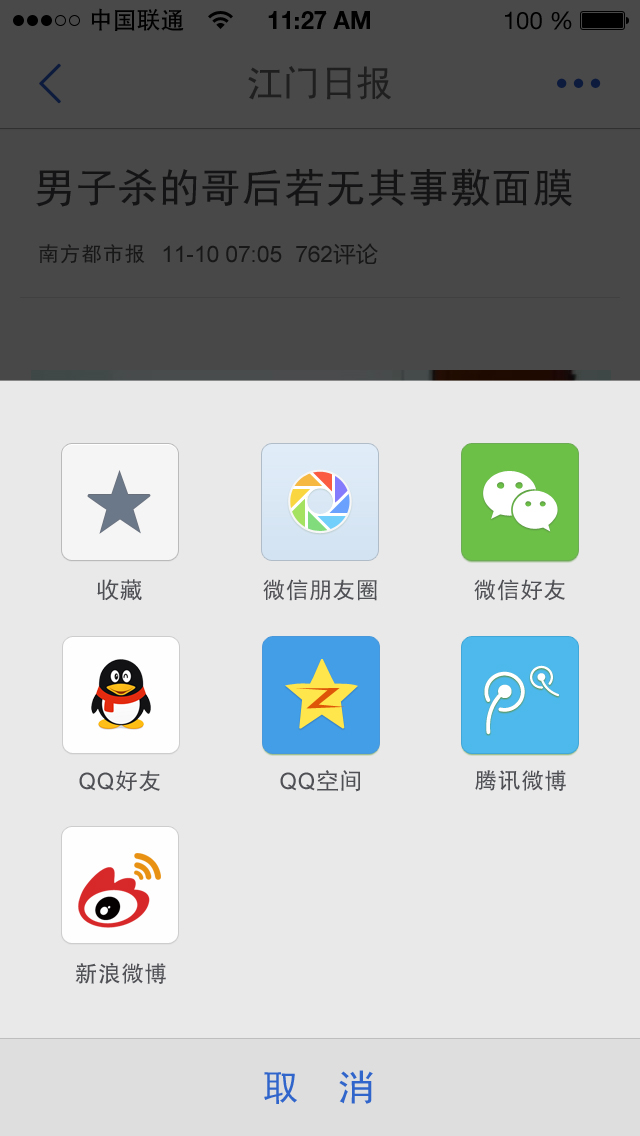 中国联通 11:27 AM 100 %
江门日报
男子杀的哥后若无其事敷面膜
南方都市报 11-10 07:05 762评论
收藏 微信朋友圈 微信好友
QQ好友 QQ空间 腾讯微博
新浪微博
取 消